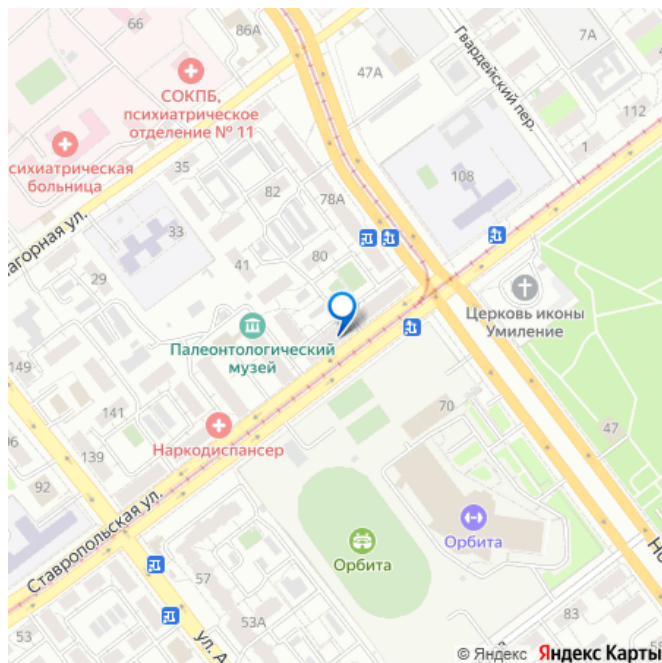 66
86А
7А
47А
СОКПБ,
психиатрическое
отделение № 11
Гвардейский пер.
112
1
сихиатрическая
больница
35
82
108
78А
агорная ул.
33
80
41
29
Церковь иконы
Умиление
Палеонтологический
музей
149
141
70
47
Наркодиспансер
139
92
Ставропольская ул.
Орбита
Орбита
57
53А
53
83
ул. А
Но
© Яндекс Яндекс Карты